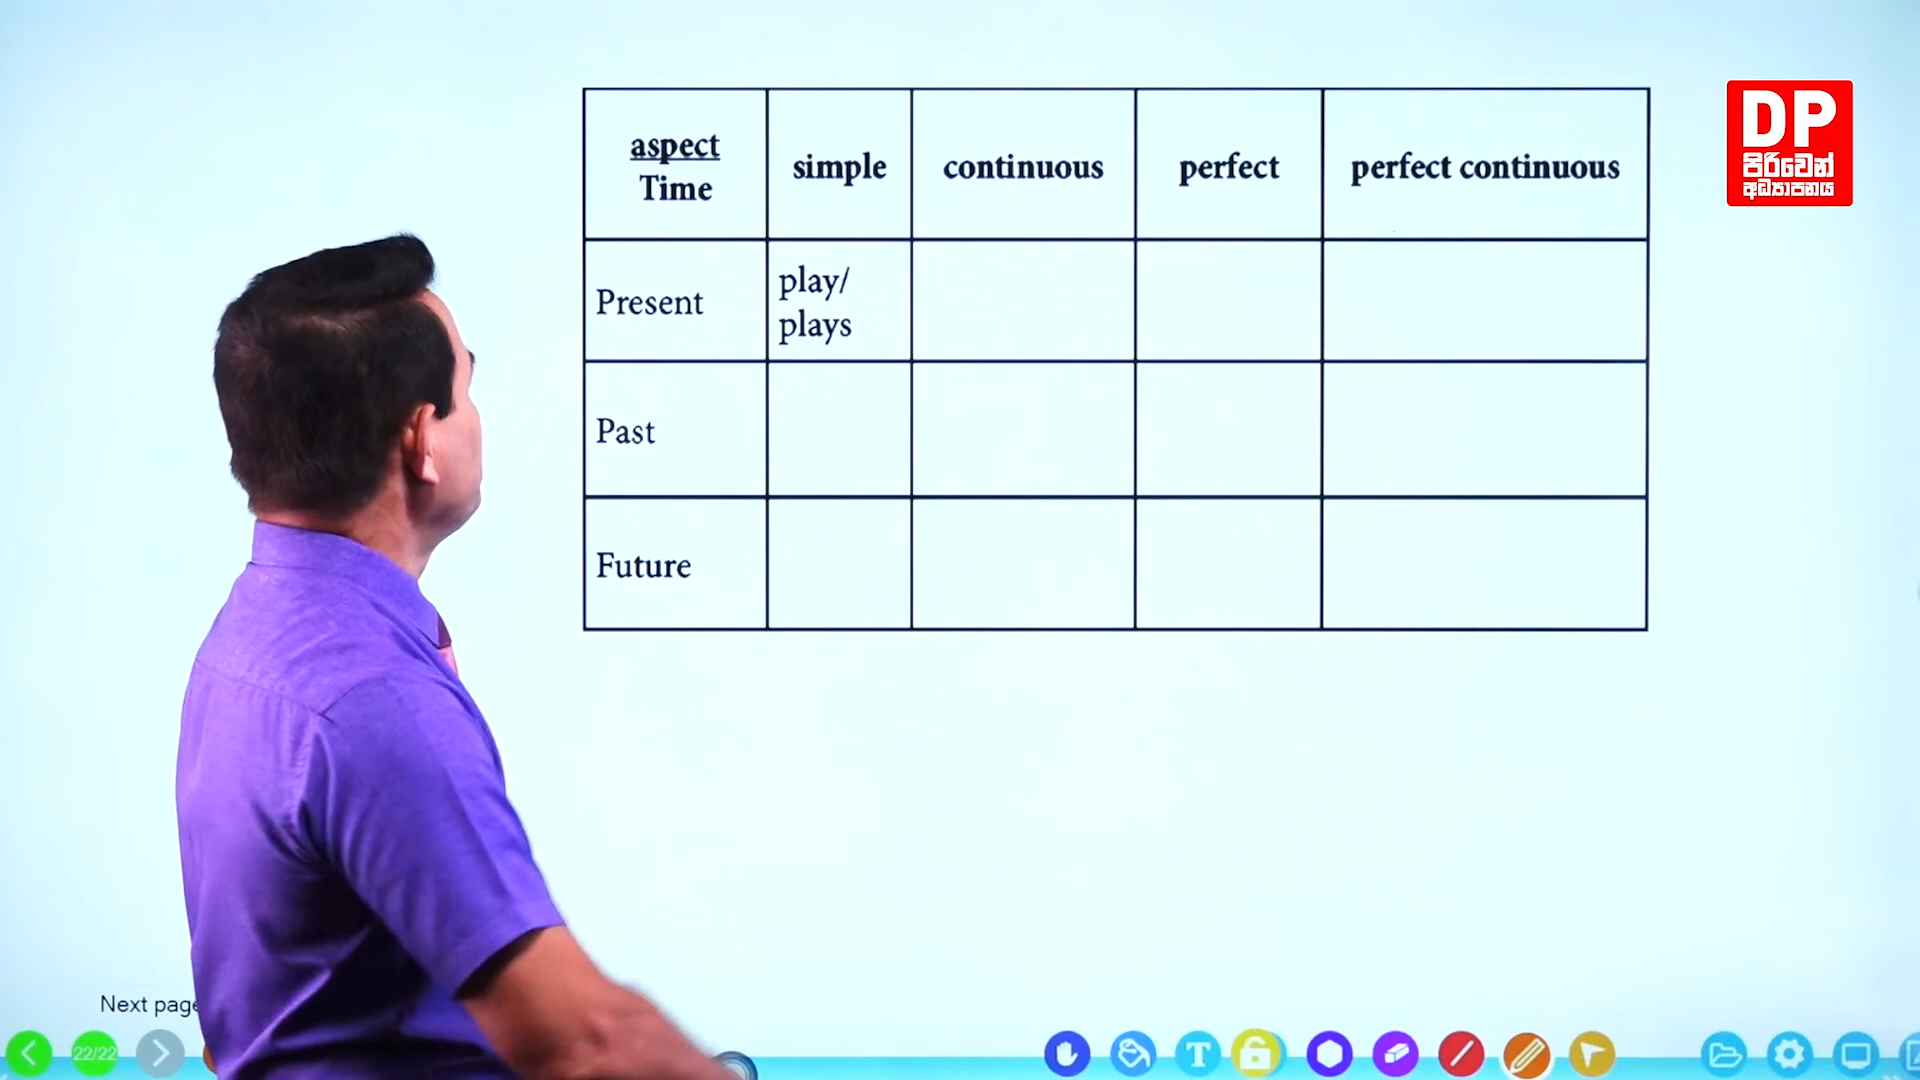 aspect
Time
simple
continuous
perfect
perfect continuous
Present
play/
plays
Past
Future
DP
පිරිවෙන්
අධ්‍යාපනය
Next page
22/22
T